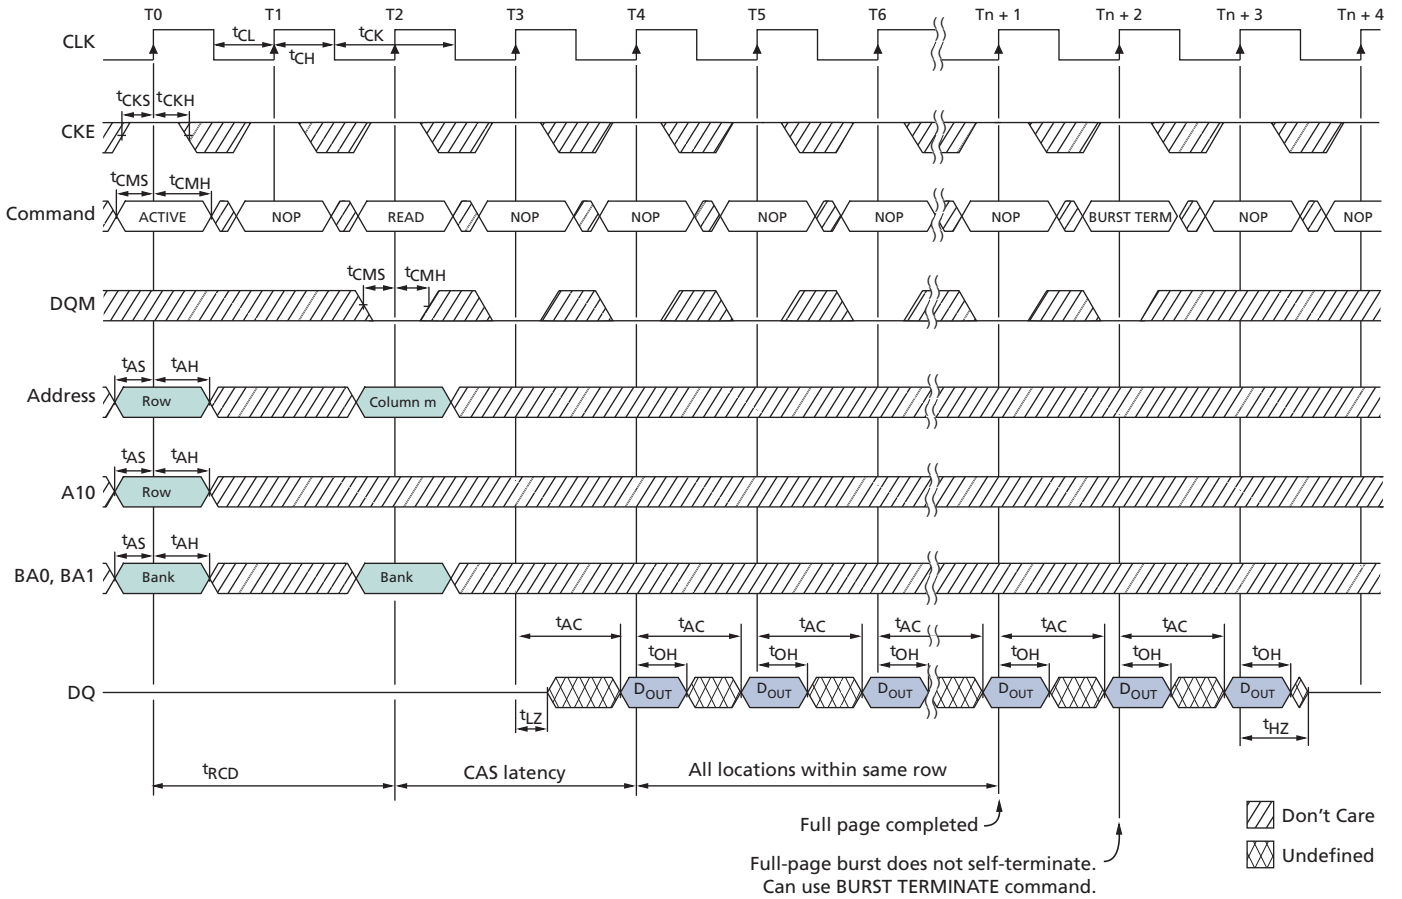 T0 T1 T2 T3 T4 T5 T6 Tn + 1 Tn + 2 Tn + 3 Tn + 4
CLK
tCL tCK
tCH
tCKS tCKH
CKE
tCMS tCMH
Command ACTIVE NOP READ NOP NOP NOP NOP NOP BURST TERM NOP NOP
tCMS tCMH
DQM
tAS tAH
Address Row Column m
tAS tAH
A10 Row
tAS tAH
BA0, BA1 Bank Bank
tAC tAC tAC tAC tAC tAC
tOH tOH tOH tOH tOH tOH
DQ DOUT DOUT DOUT DOUT DOUT DOUT
tLZ tHZ
tRCD CAS latency All locations within same row
Full page completed
Don't Care
Full-page burst does not self-terminate.
Can use BURST TERMINATE command.
Undefined